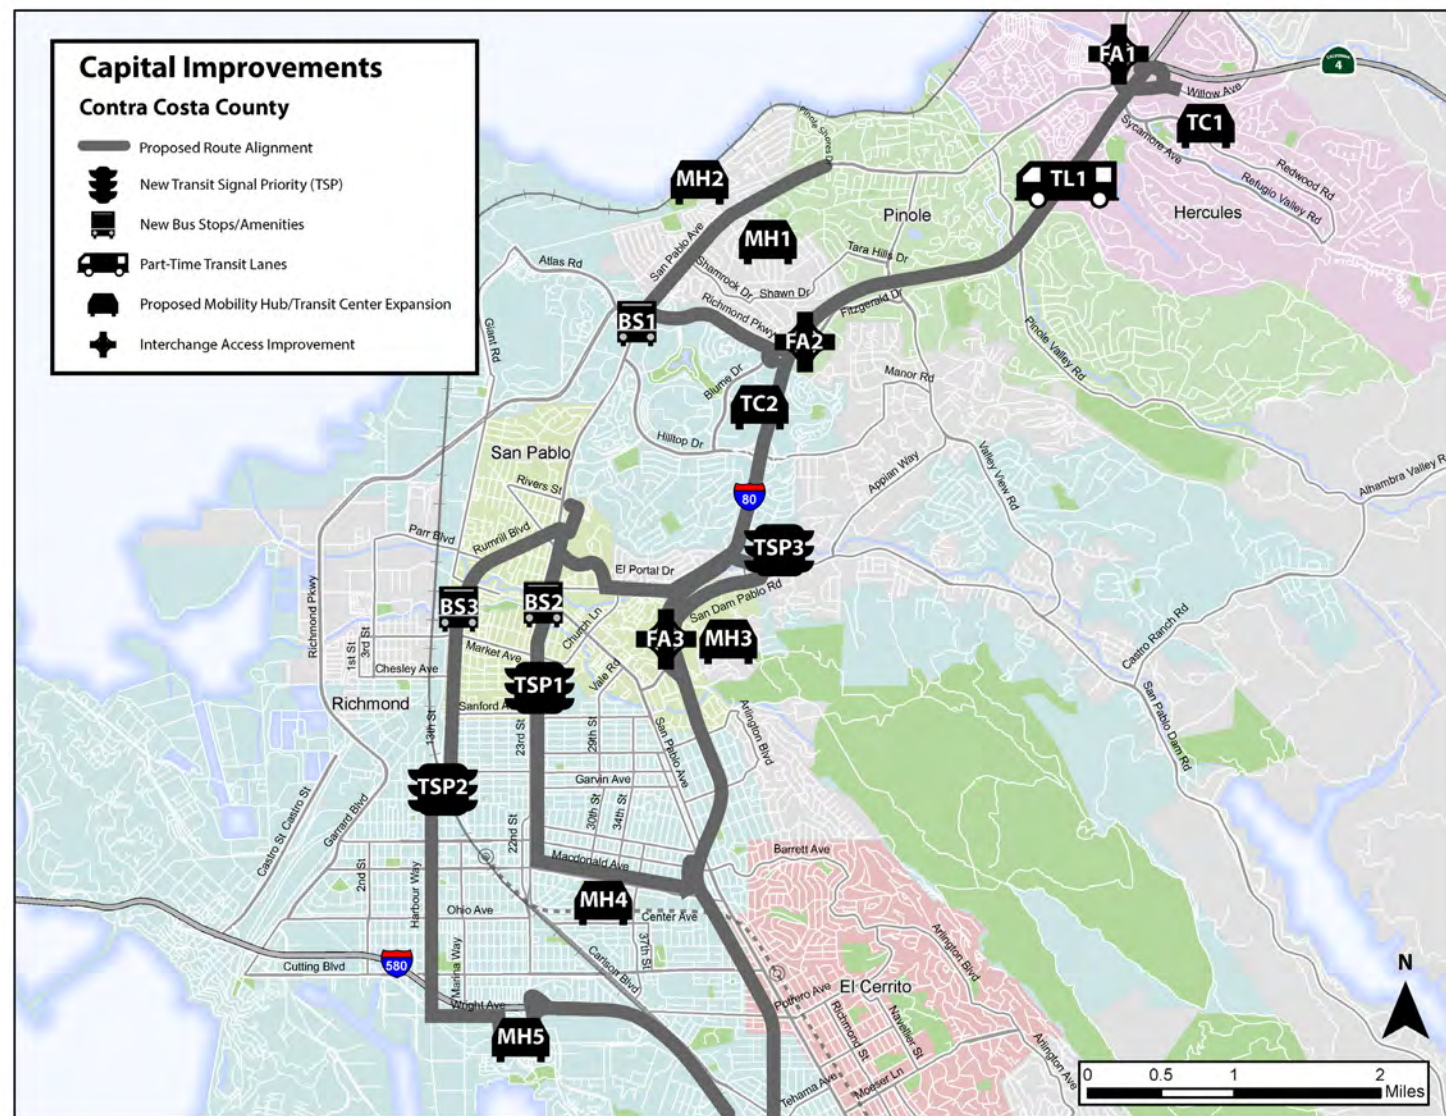 Capital Improvements
Contra Costa County
Proposed Route Alignment
New Transit Signal Priority (TSP)
New Bus Stops/Amenities
Part-Time Transit Lanes
Proposed Mobility Hub/Transit Center Expansion
Interchange Access Improvement
FA1
CALIFORNIA
4
Willow Ave
TC1
Sycamore Ave
Redwood Rd
Refugio Valley Rd
Hercules
TL1
Pinole Shores Dr
MH2
Pinole
San Pablo Ave
MH1
Tara Hills Dr
Shamrock Dr
Shawn Dr
Atlas Rd
Fitzgerald Dr
Richmond Pkwy
BS1
FA2
Giant Rd
Pinole Valley Rd
Blume Dr
Manor Rd
TC2
Hilltop Dr
San Pablo
Appian Way
Valley View Rd
Alhambra Valley R
Rivers St
80
Rumrill Blvd
Parr Blvd
TSP3
El Portal Dr
San Dam Pablo Rd
Richmond Pkwy
BS3
BS2
Church Ln
FA3
MH3
Castro Ranch Rd
1st St
3rd St
Market Ave
Chesley Ave
Vale Rd
TSP1
Richmond
Sanford A
San Pablo Dam Rd
13th St
23rd St
29th St
San Pablo Ave
Arlington Blvd
TSP2
Garvin Ave
Castro St
Castro St
Garrard Blvd
30th St
34th St
22nd St
Macdonald Ave
Barrett Ave
2nd St
Harbour Way
MH4
Ohio Ave
Center Ave
37th St
Arlington Blvd
580
Cutting Blvd
Marina Way
Carlson Blvd
El Cerrito
Wright Ave
Potrero Ave
Richmond St
Navellier St
MH5
Moeser Ln
Tehama Ave
Arlington Ave
N
0 0.5 1 2
Miles